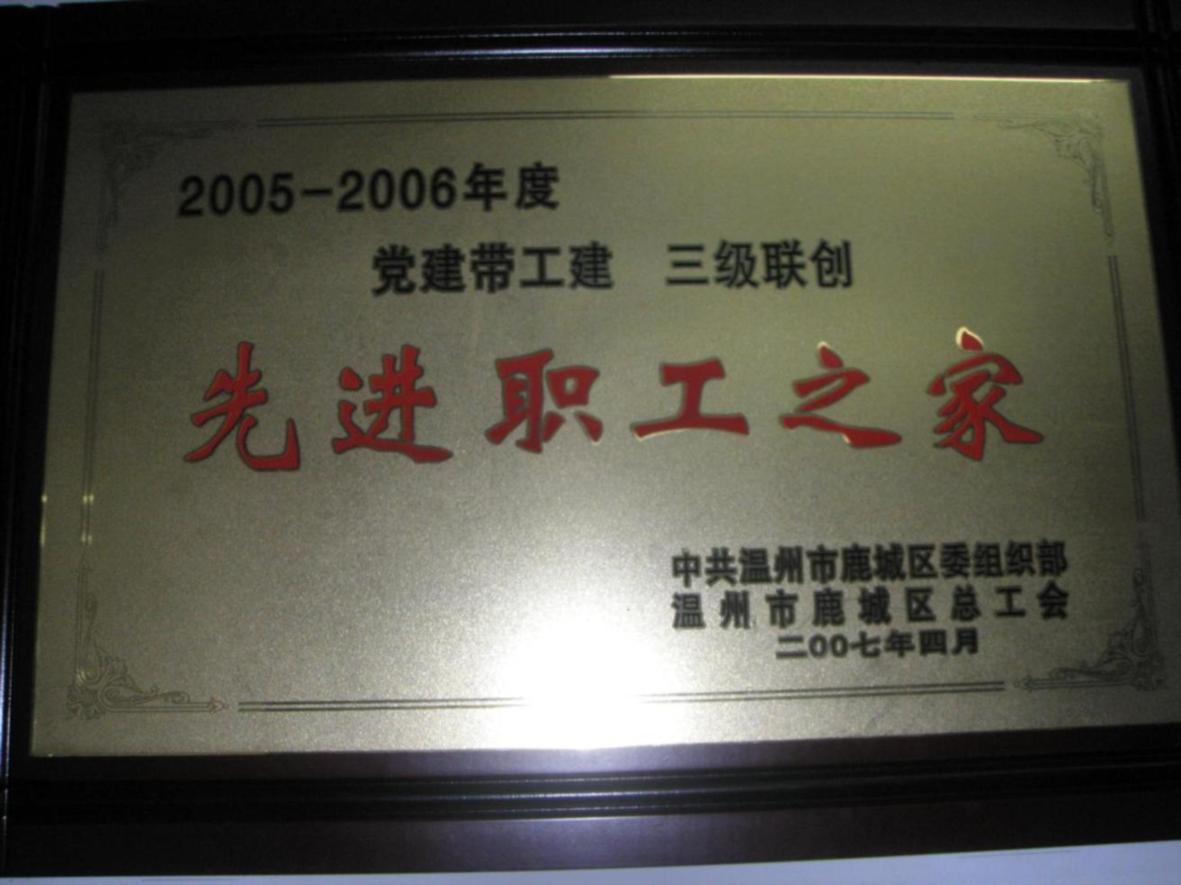 2005-2006年度
党建带工建 三级联创
先进职工之家
中共温州市鹿城区委组织部
温州市鹿城区总工会
二00七年四月